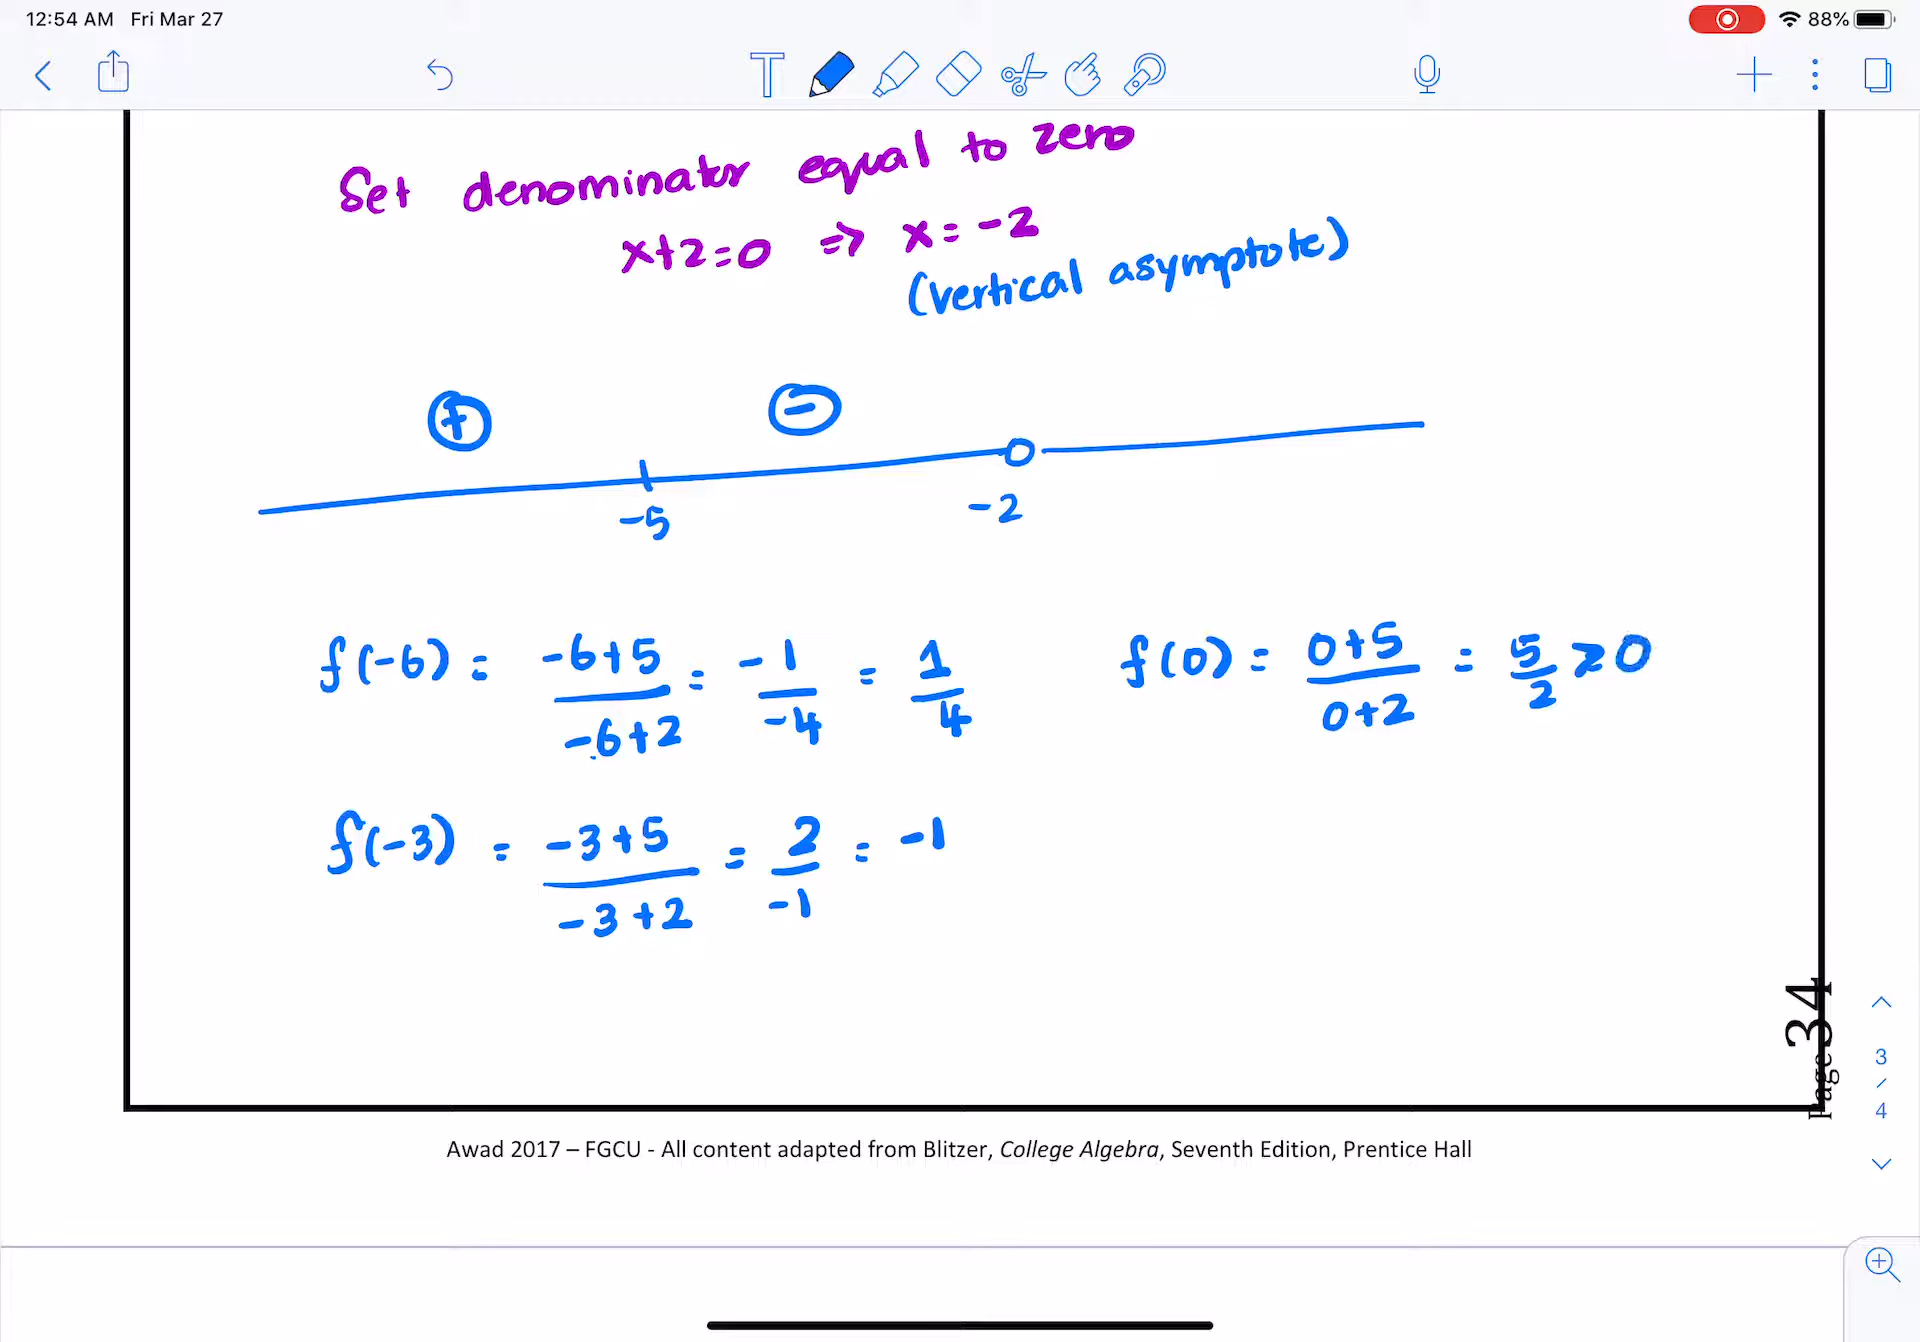 12:54 AM Fri Mar 27
88%
Set denominator equal to zero
x+2=0 => x=-2
(vertical asymptote)
+ -
-5 -2
f(-6) = -6+5/-6+2 = -1/-4 = 1/4
f(0) = 0+5/0+2 = 5/2 ≥ 0
f(-3) = -3+5/-3+2 = 2/-1 = -1
Page 34
3 / 4
Awad 2017 – FGCU - All content adapted from Blitzer, College Algebra, Seventh Edition, Prentice Hall